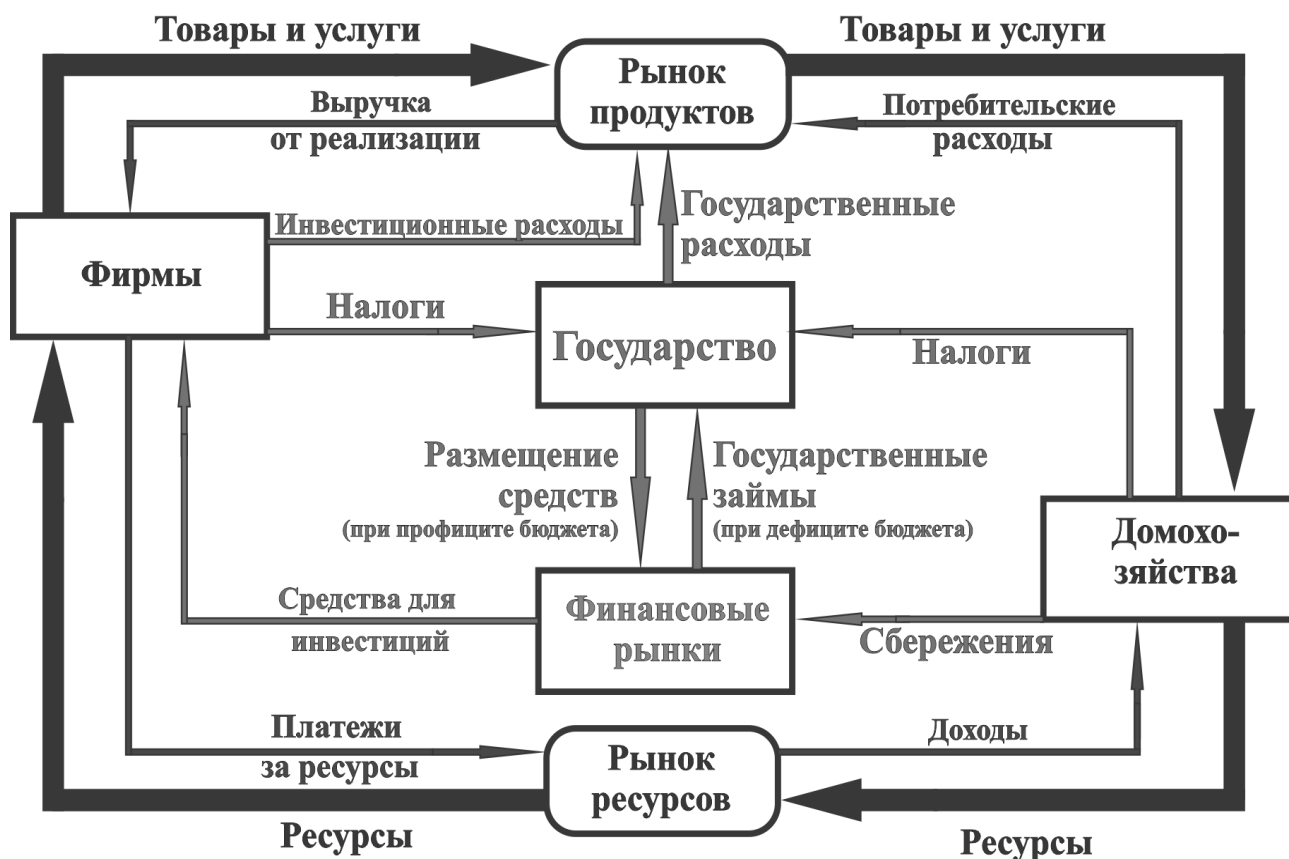 Товары и услуги
Товары и услуги
Рынок
продуктов
Выручка
от реализации
Потребительские
расходы
Государственные
расходы
Инвестиционные расходы
Фирмы
Налоги
Государство
Налоги
Размещение
средств
(при профиците бюджета)
Государственные
займы
(при дефиците бюджета)
Домохо-
зяйства
Средства для
инвестиций
Финансовые
рынки
Сбережения
Платежи
за ресурсы
Рынок
ресурсов
Доходы
Ресурсы
Ресурсы